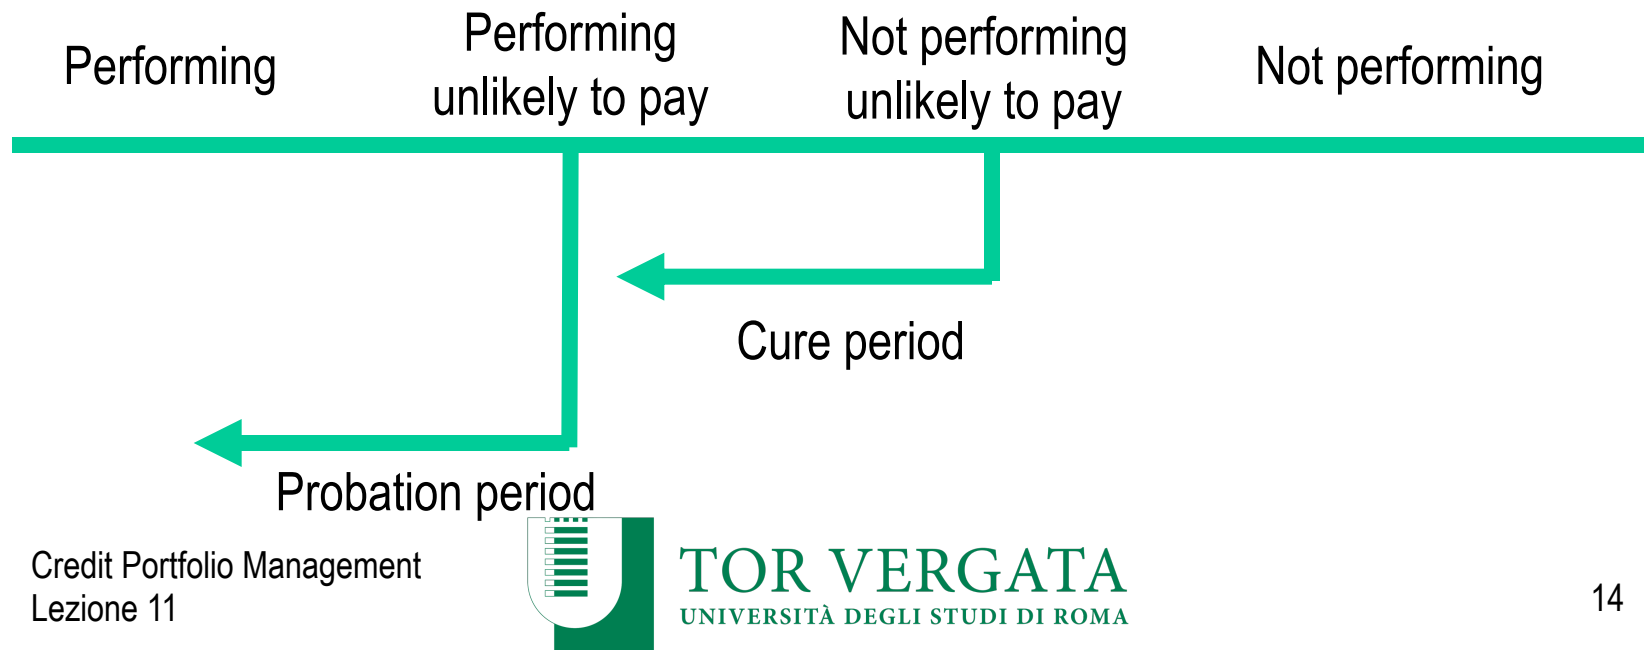 Performing
Performing
unlikely to pay
Not performing
unlikely to pay
Not performing
Cure period
Probation period
Credit Portfolio Management
Lezione 11
TOR VERGATA
UNIVERSITÀ DEGLI STUDI DI ROMA
14